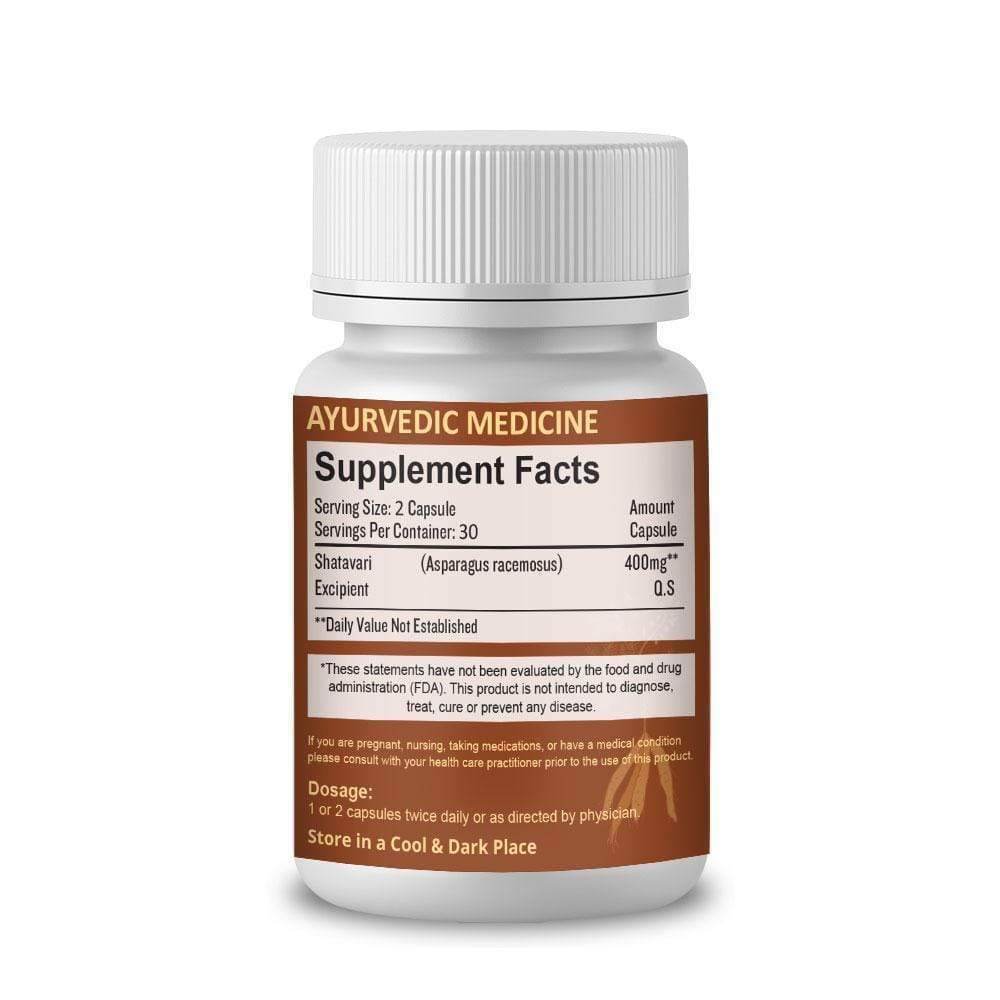 AYURVEDIC MEDICINE
Supplement Facts
Serving Size: 2 Capsule Amount
Servings Per Container: 30 Capsule
Shatavari (Asparagus racemosus) 400mg**
Excipient Q.S
**Daily Value Not Established
*These statements have not been evaluated by the food and drug
administration (FDA). This product is not intended to diagnose,
treat, cure or prevent any disease.
If you are pregnant, nursing, taking medications, or have a medical condition
please consult with your health care practitioner prior to the use of this product.
Dosage:
1 or 2 capsules twice daily or as directed by physician.
Store in a Cool & Dark Place